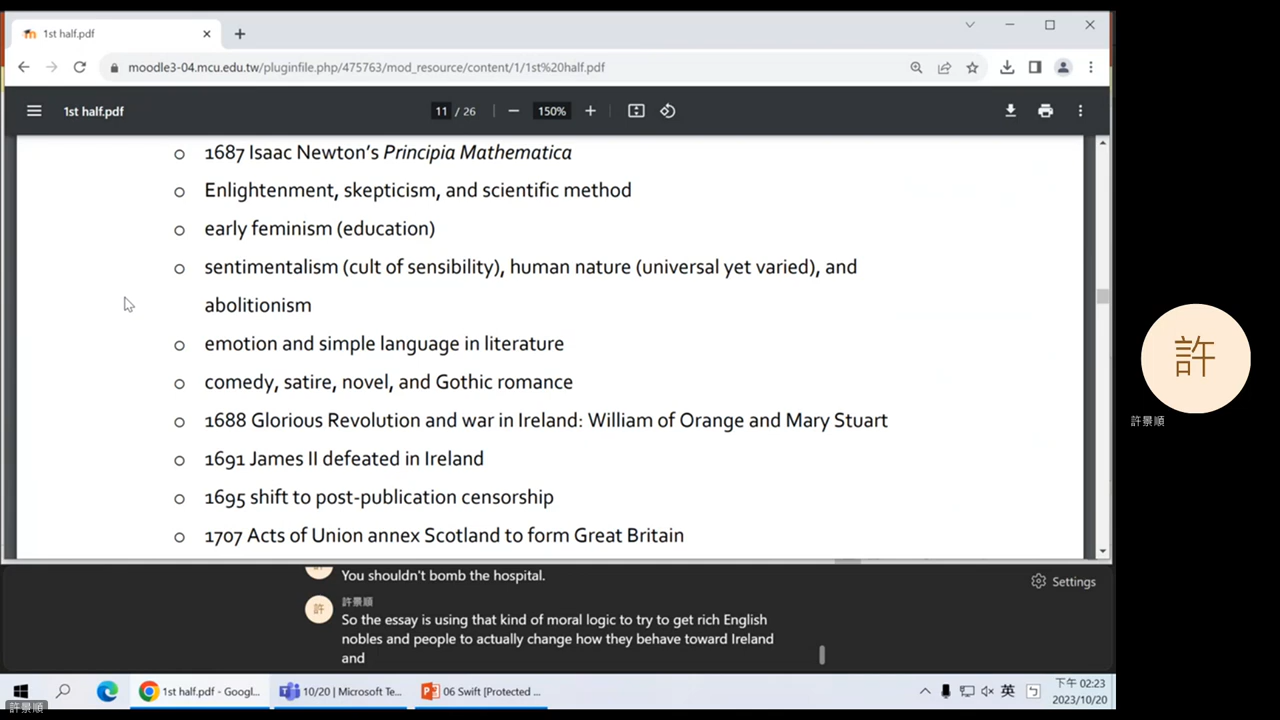 1st half.pdf
moodle3-04.mcu.edu.tw/pluginfile.php/475763/mod_resource/content/1/1st%20half.pdf
1st half.pdf
11 / 26
150%
1687 Isaac Newton's Principia Mathematica
Enlightenment, skepticism, and scientific method
early feminism (education)
sentimentalism (cult of sensibility), human nature (universal yet varied), and
abolitionism
emotion and simple language in literature
comedy, satire, novel, and Gothic romance
1688 Glorious Revolution and war in Ireland: William of Orange and Mary Stuart
1691 James II defeated in Ireland
1695 shift to post-publication censorship
1707 Acts of Union annex Scotland to form Great Britain
許
許景順
You shouldn't bomb the hospital.
Settings
許景順
許
So the essay is using that kind of moral logic to try to get rich English
nobles and people to actually change how they behave toward Ireland
and
1st half.pdf - Googl...
10/20 | Microsoft Te...
06 Swift [Protected ...
英
下午 02:23
2023/10/20
許景順